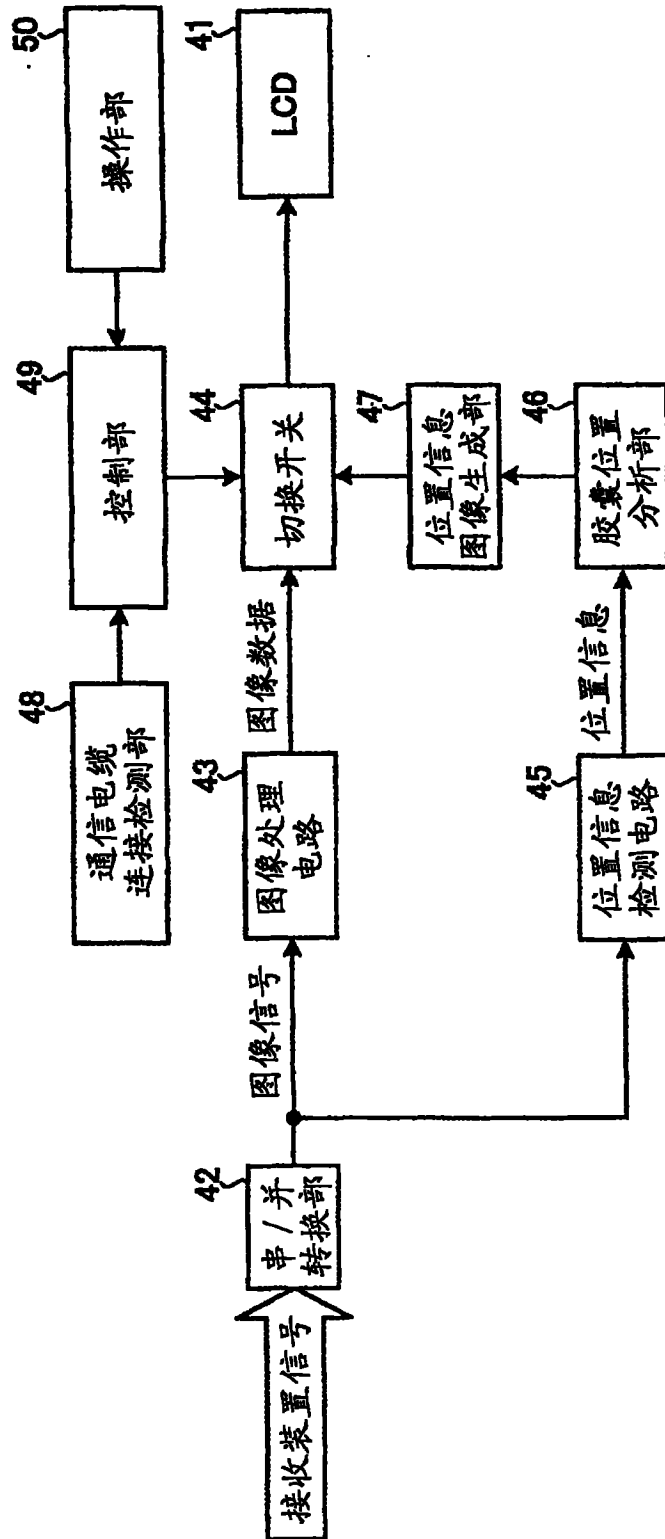 48
通信电缆
连接检测部
49
控制部
50
操作部
接收装置信号
42
串/并
转换部
图像信号
43
图像处理
电路
图像数据
44
切换开关
41
LCD
47
位置信息
图像生成部
45
位置信息
检测电路
位置信息
46
胶囊位置
分析部